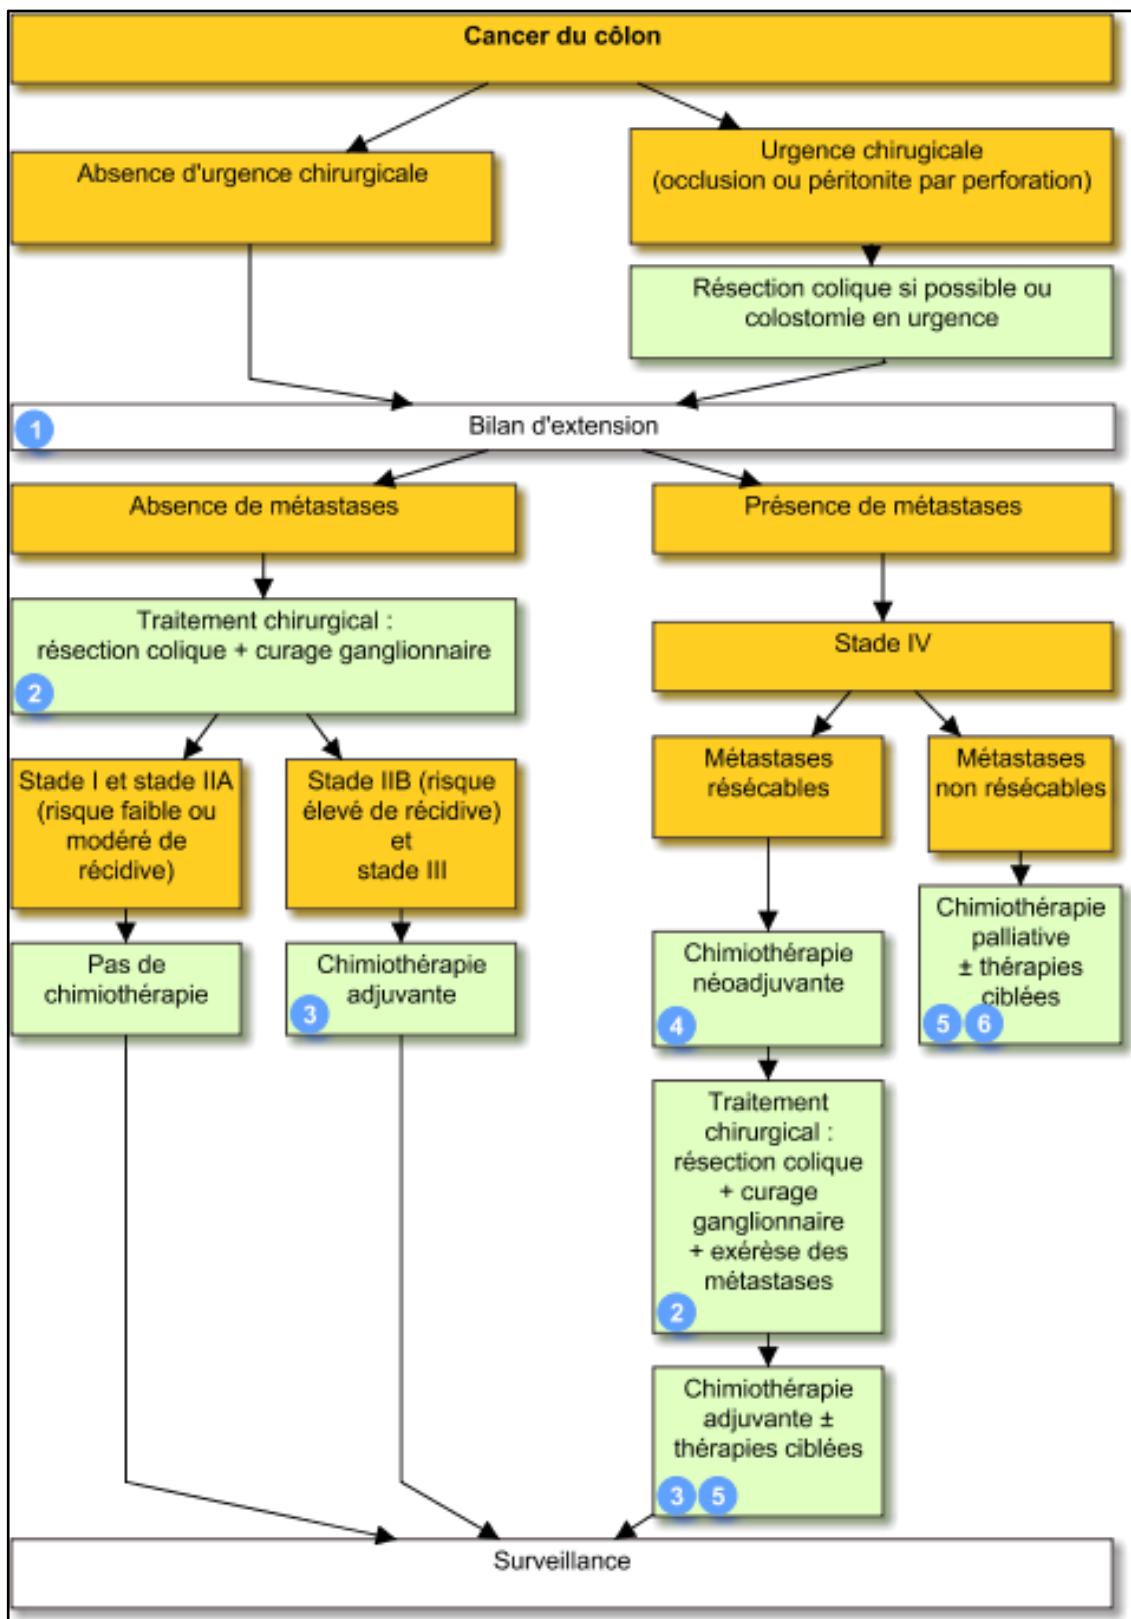 Cancer du côlon
Absence d'urgence chirurgicale
Urgence chirugicale
(occlusion ou péritonite par perforation)
Résection colique si possible ou
colostomie en urgence
1
Bilan d'extension
Absence de métastases
Présence de métastases
Traitement chirurgical :
résection colique + curage ganglionnaire
2
Stade IV
Stade I et stade IIA
(risque faible ou
modéré de
récidive)
Stade IIB (risque
élevé de récidive)
et
stade III
Métastases
résécables
Métastases
non résécables
Pas de
chimiothérapie
Chimiothérapie
adjuvante
3
Chimiothérapie
néoadjuvante
4
Chimiothérapie
palliative
± thérapies
ciblées
5 6
Traitement
chirurgical :
résection colique
+ curage
ganglionnaire
+ exérèse des
métastases
2
Chimiothérapie
adjuvante ±
thérapies ciblées
3 5
Surveillance